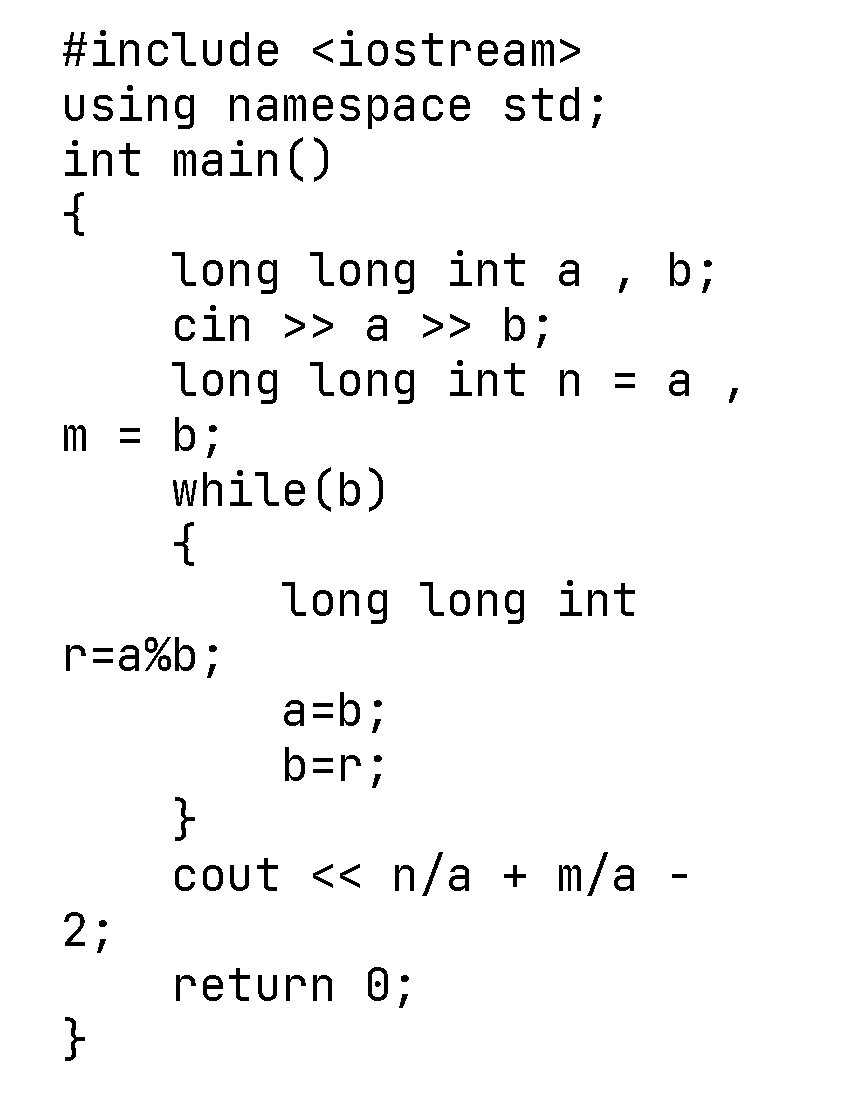 #include <iostream>
using namespace std;
int main()
{
    long long int a , b;
    cin >> a >> b;
    long long int n = a ,
m = b;
    while(b)
    {
        long long int
r=a%b;
        a=b;
        b=r;
    }
    cout << n/a + m/a -
2;
    return 0;
}